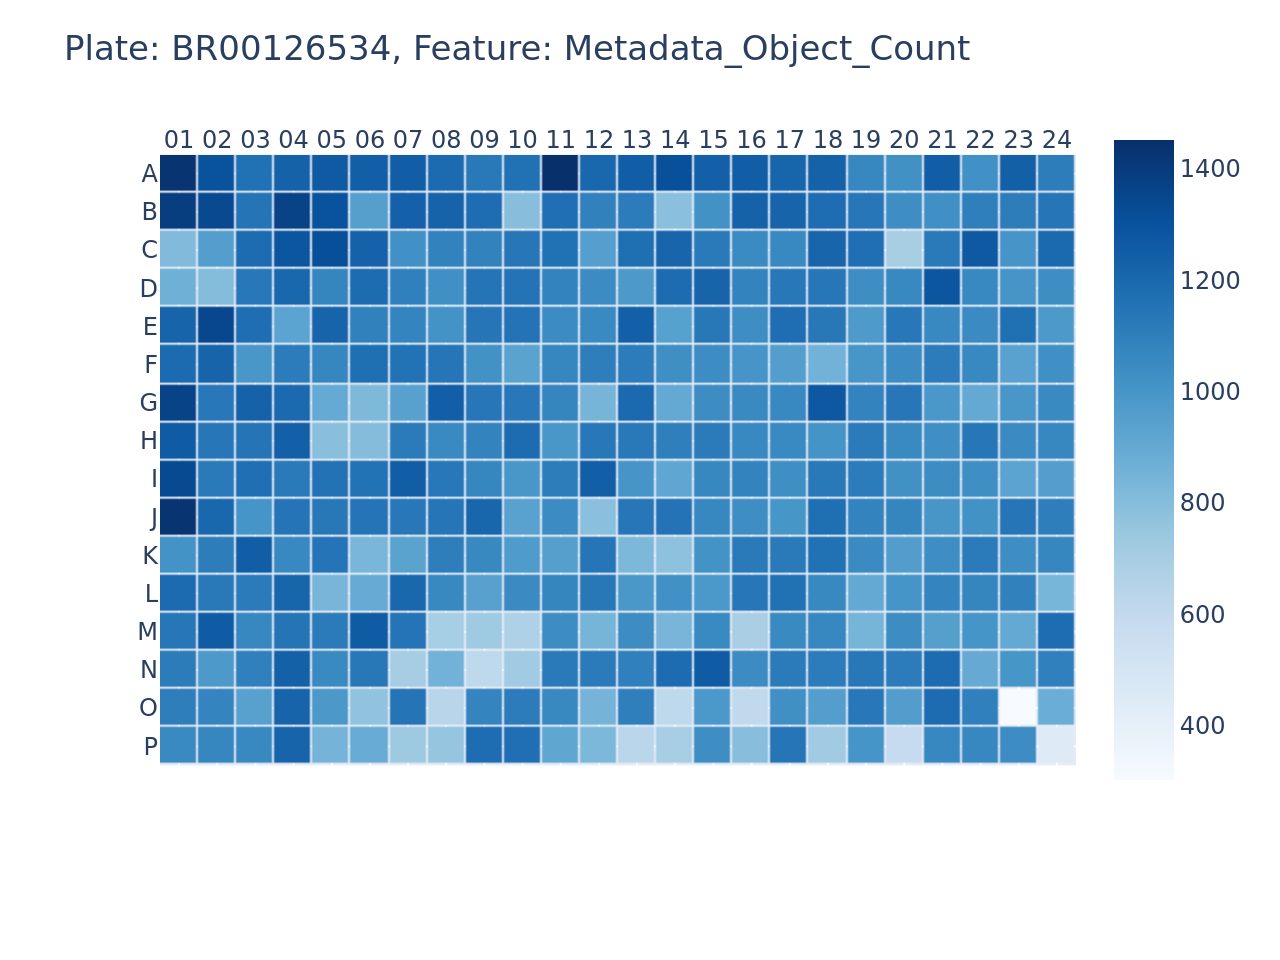 Plate: BR00126534, Feature: Metadata_Object_Count
01 02 03 04 05 06 07 08 09 10 11 12 13 14 15 16 17 18 19 20 21 22 23 24
A
B
C
D
E
F
G
H
I
J
K
L
M
N
O
P
1400
1200
1000
800
600
400